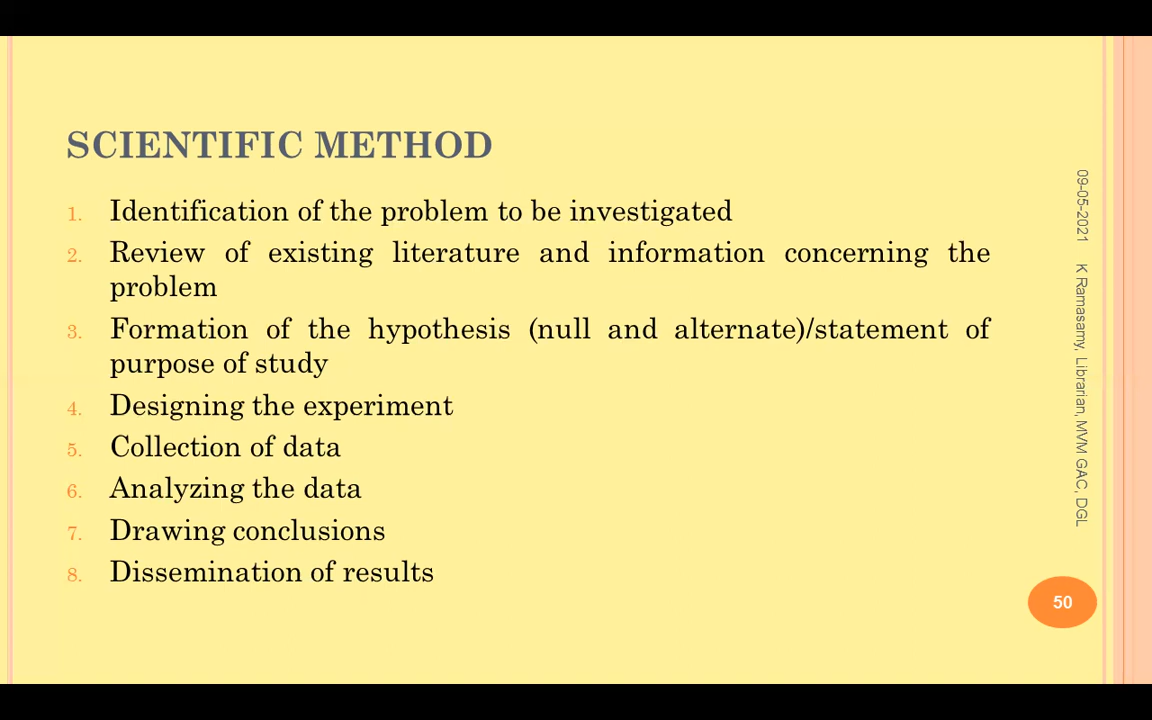 SCIENTIFIC METHOD
1. Identification of the problem to be investigated
2. Review of existing literature and information concerning the
problem
3. Formation of the hypothesis (null and alternate)/statement of
purpose of study
4. Designing the experiment
5. Collection of data
6. Analyzing the data
7. Drawing conclusions
8. Dissemination of results
09-05-2021 K Ramasamy, Librarian, MVM GAC, DGL
50